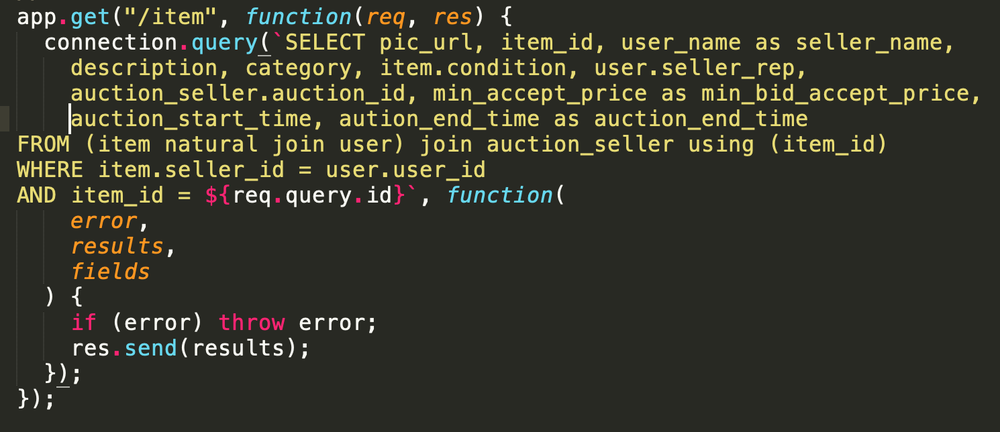 app.get("/item", function(req, res) {
  connection.query(`SELECT pic_url, item_id, user_name as seller_name,
    description, category, item.condition, user.seller_rep,
    auction_seller.auction_id, min_accept_price as min_bid_accept_price,
    auction_start_time, aution_end_time as auction_end_time
FROM (item natural join user) join auction_seller using (item_id)
WHERE item.seller_id = user.user_id
AND item_id = ${req.query.id}`, function(
    error,
    results,
    fields
  ) {
    if (error) throw error;
    res.send(results);
  });
});